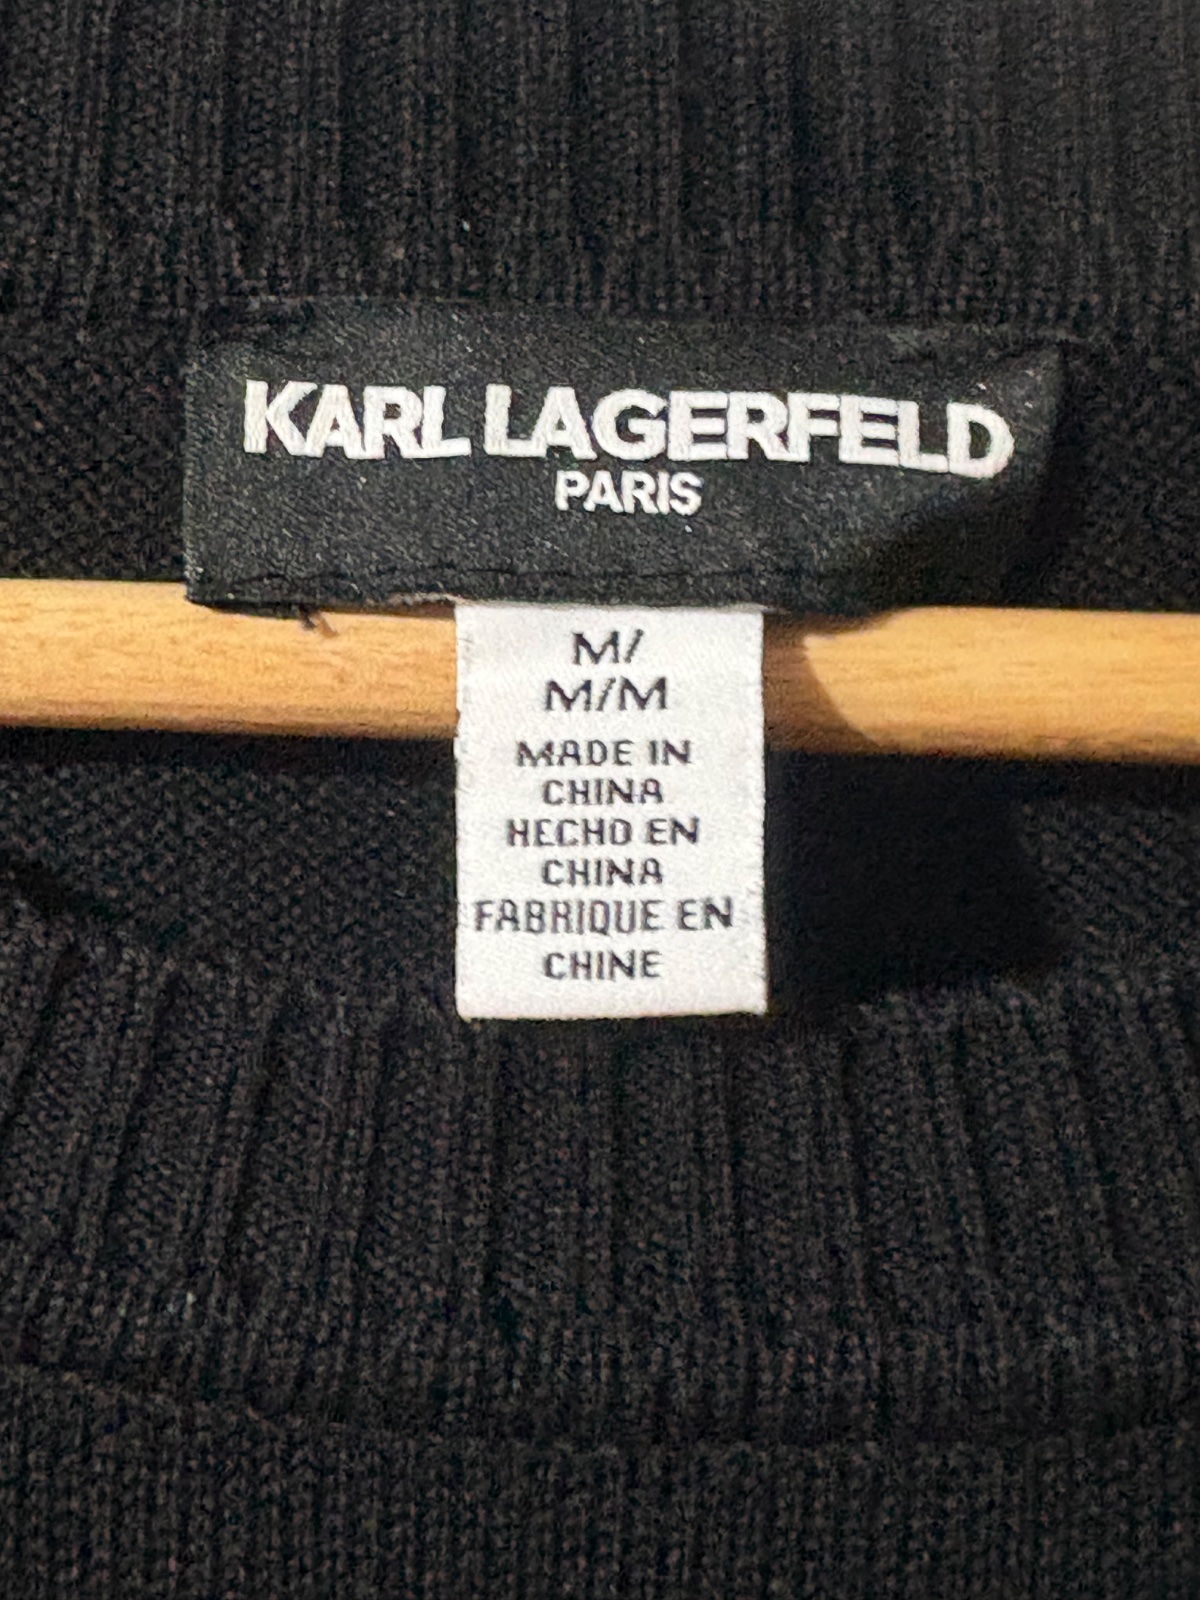 KARL LAGERFELD
PARIS
M/
M/M
MADE IN
CHINA
HECHO EN
CHINA
FABRIQUE EN
CHINE